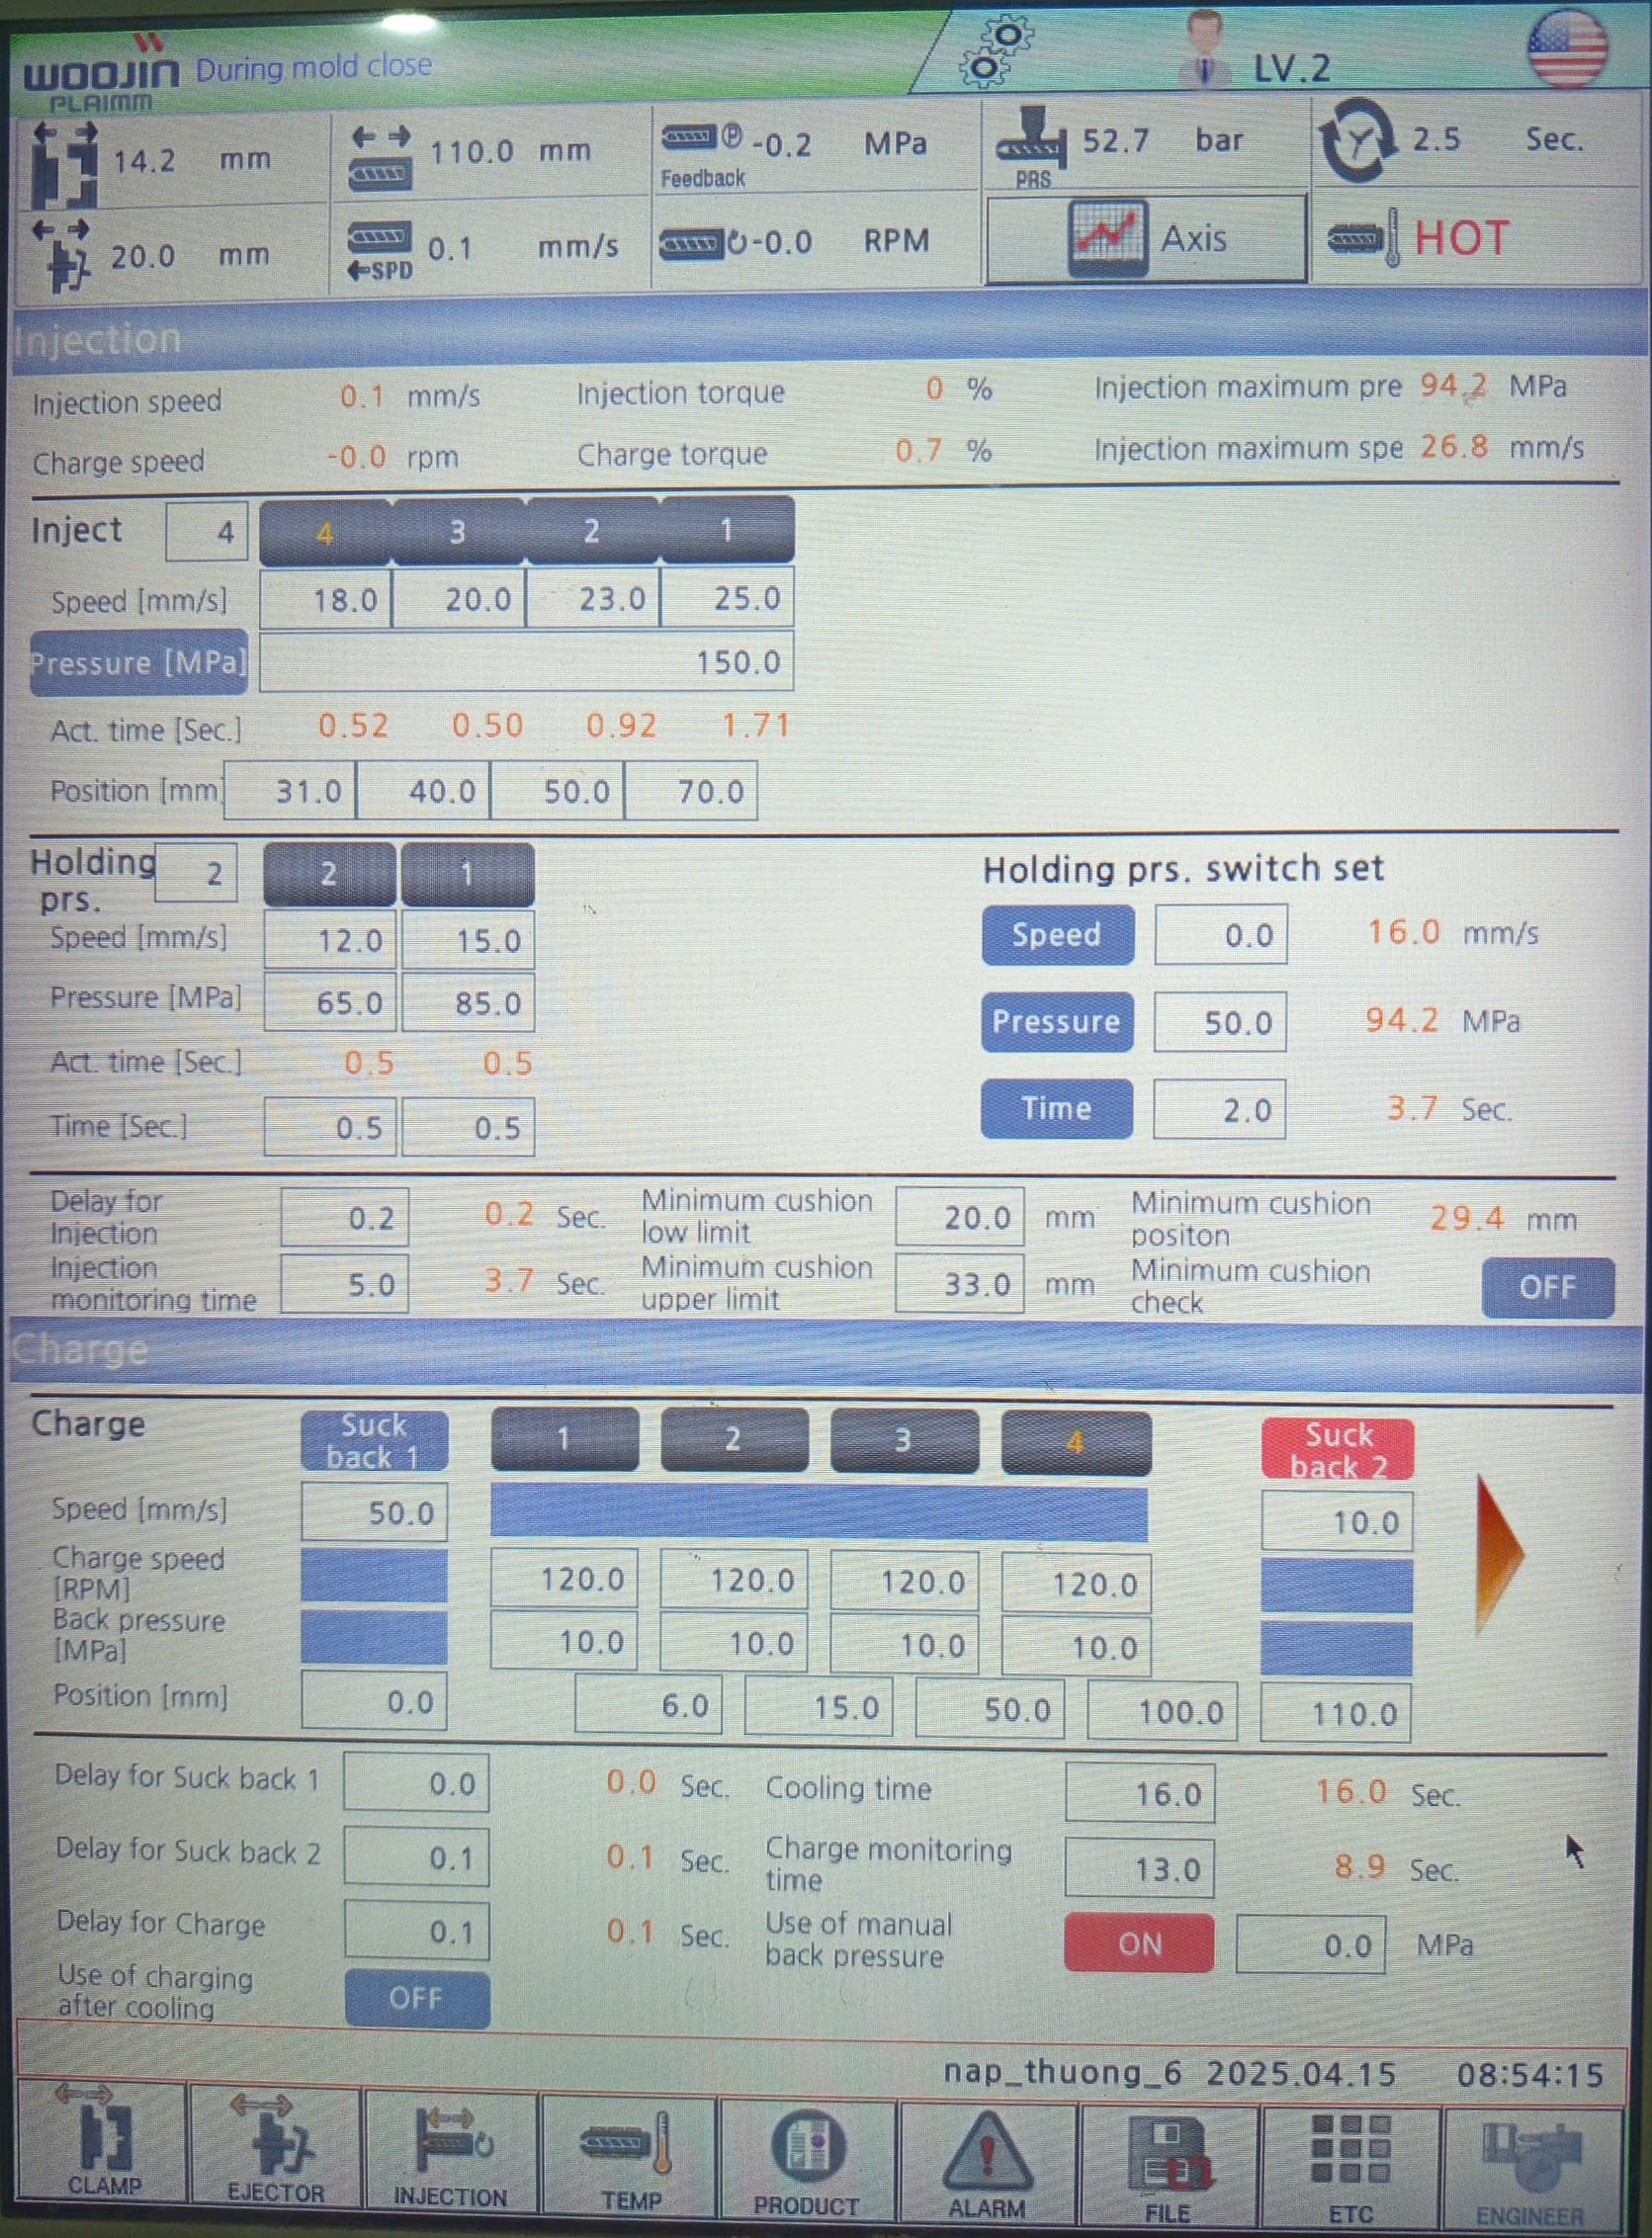 WOOJIN PLAIMM During mold close LV.2
14.2 mm 110.0 mm P -0.2 MPa 52.7 bar 2.5 Sec.
Feedback PRS
20.0 mm 0.1 mm/s -0.0 RPM Axis HOT
SPD
Injection
Injection speed 0.1 mm/s Injection torque 0 % Injection maximum pre 94.2 MPa
Charge speed -0.0 rpm Charge torque 0.7 % Injection maximum spe 26.8 mm/s
Inject 4 4 3 2 1
Speed [mm/s] 18.0 20.0 23.0 25.0
Pressure [MPa] 150.0
Act. time [Sec.] 0.52 0.50 0.92 1.71
Position [mm] 31.0 40.0 50.0 70.0
Holding prs. 2 2 1 Holding prs. switch set
Speed [mm/s] 12.0 15.0 Speed 0.0 16.0 mm/s
Pressure [MPa] 65.0 85.0 Pressure 50.0 94.2 MPa
Act. time [Sec.] 0.5 0.5
Time [Sec.] 0.5 0.5 Time 2.0 3.7 Sec.
Delay for Injection 0.2 0.2 Sec. Minimum cushion low limit 20.0 mm Minimum cushion positon 29.4 mm
Injection monitoring time 5.0 3.7 Sec. Minimum cushion upper limit 33.0 mm Minimum cushion check OFF
Charge
Charge Suck back 1 1 2 3 4 Suck back 2
Speed [mm/s] 50.0 10.0
Charge speed [RPM] 120.0 120.0 120.0 120.0
Back pressure [MPa] 10.0 10.0 10.0 10.0
Position [mm] 0.0 6.0 15.0 50.0 100.0 110.0
Delay for Suck back 1 0.0 0.0 Sec. Cooling time 16.0 16.0 Sec.
Delay for Suck back 2 0.1 0.1 Sec. Charge monitoring time 13.0 8.9 Sec.
Delay for Charge 0.1 0.1 Sec. Use of manual back pressure ON 0.0 MPa
Use of charging after cooling OFF
nap_thuong_6 2025.04.15 08:54:15
CLAMP EJECTOR INJECTION TEMP PRODUCT ALARM FILE ETC ENGINEER